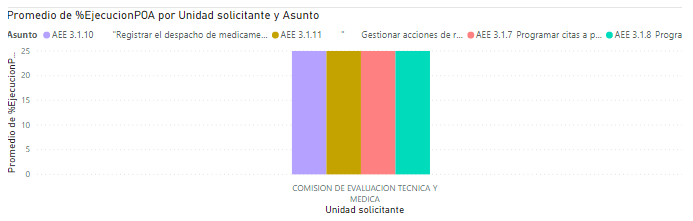 Promedio de %EjecucionPOA por Unidad solicitante y Asunto
Asunto AEE 3.1.10 "Registrar el despacho de medicame... AEE 3.1.11 " Gestionar acciones de r... AEE 3.1.7 Programar citas a p... AEE 3.1.8 Progra
Promedio de %EjecucionP...
25
20
15
10
5
0
COMISION DE EVALUACION TECNICA Y
MEDICA
Unidad solicitante